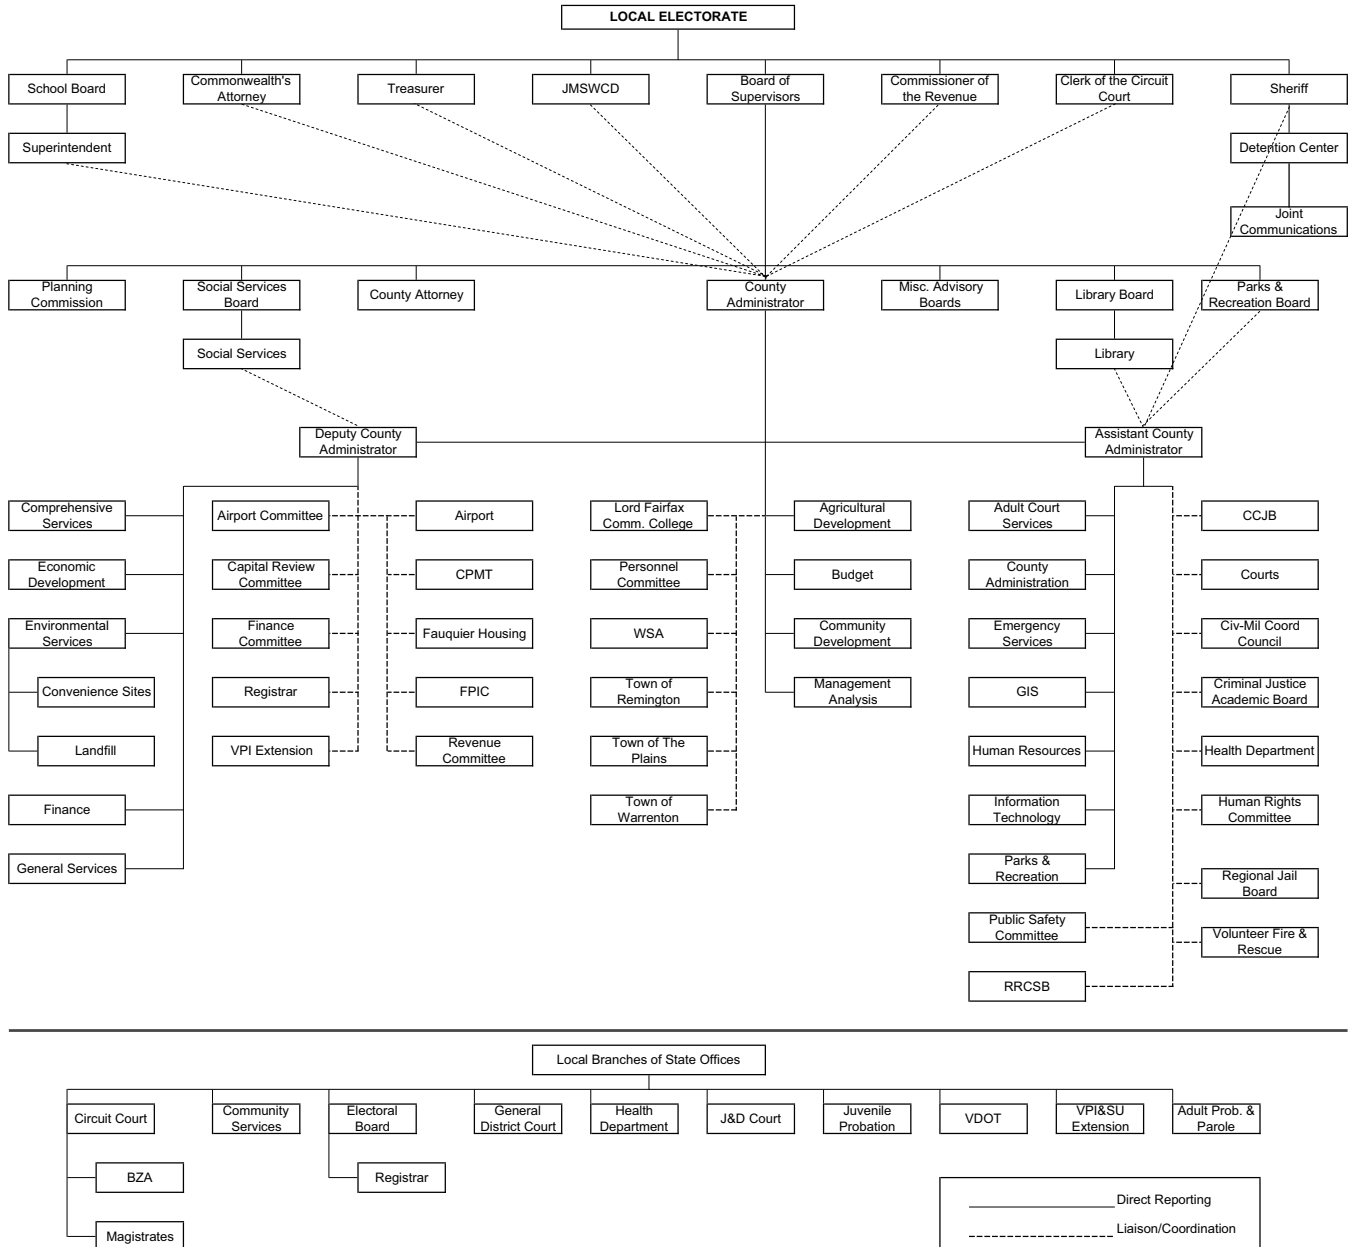 LOCAL ELECTORATE
School Board
Commonwealth's
Attorney
Treasurer
JMSWCD
Board of
Supervisors
Commissioner of
the Revenue
Clerk of the Circuit
Court
Sheriff
Superintendent
Detention Center
Joint
Communications
Planning
Commission
Social Services
Board
County Attorney
County
Administrator
Misc. Advisory
Boards
Library Board
Parks &
Recreation Board
Social Services
Library
Deputy County
Administrator
Assistant County
Administrator
Comprehensive
Services
Airport Committee
Airport
Lord Fairfax
Comm. College
Agricultural
Development
Adult Court
Services
CCJB
Economic
Development
Capital Review
Committee
CPMT
Personnel
Committee
Budget
County
Administration
Courts
Environmental
Services
Finance
Committee
Fauquier Housing
WSA
Community
Development
Emergency
Services
Civ-Mil Coord
Council
Convenience Sites
Registrar
FPIC
Town of
Remington
Management
Analysis
GIS
Criminal Justice
Academic Board
Landfill
VPI Extension
Revenue
Committee
Town of The
Plains
Human Resources
Health Department
Finance
Town of
Warrenton
Information
Technology
Human Rights
Committee
General Services
Parks &
Recreation
Regional Jail
Board
Public Safety
Committee
Volunteer Fire &
Rescue
RRCSB
Local Branches of State Offices
Circuit Court
Community
Services
Electoral
Board
General
District Court
Health
Department
J&D Court
Juvenile
Probation
VDOT
VPI&SU
Extension
Adult Prob. &
Parole
BZA
Registrar
Magistrates
Direct Reporting
Liaison/Coordination